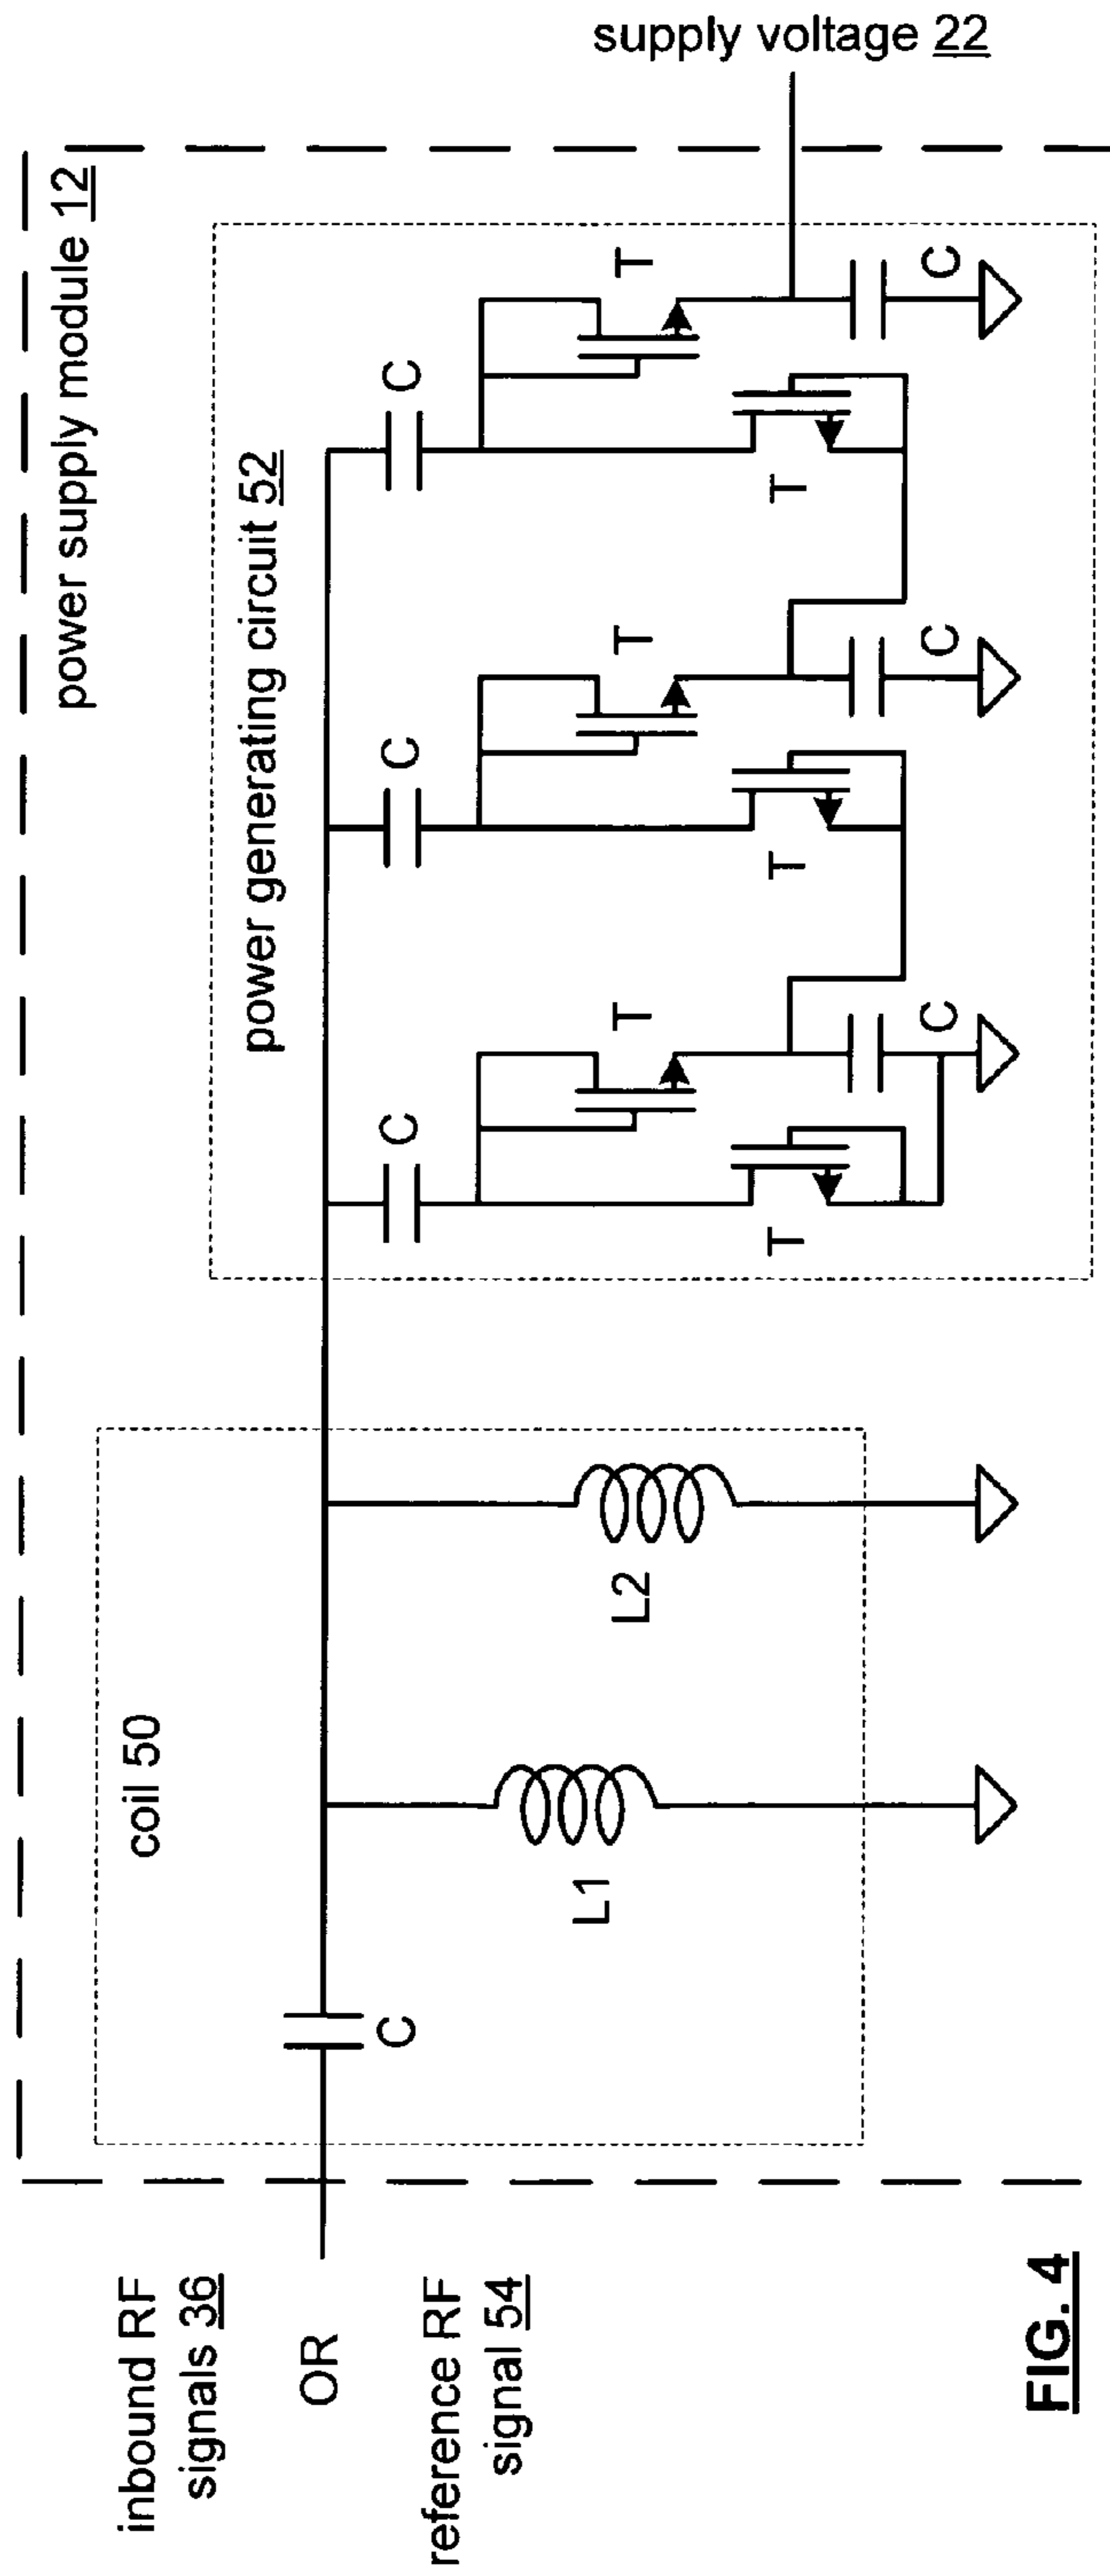 supply voltage 22
power supply module 12
power generating circuit 52
C
C
C
T
T
T
T
T
T
C
C
C
coil 50
L1
L2
C
inbound RF
signals 36
OR
reference RF
signal 54
FIG. 4